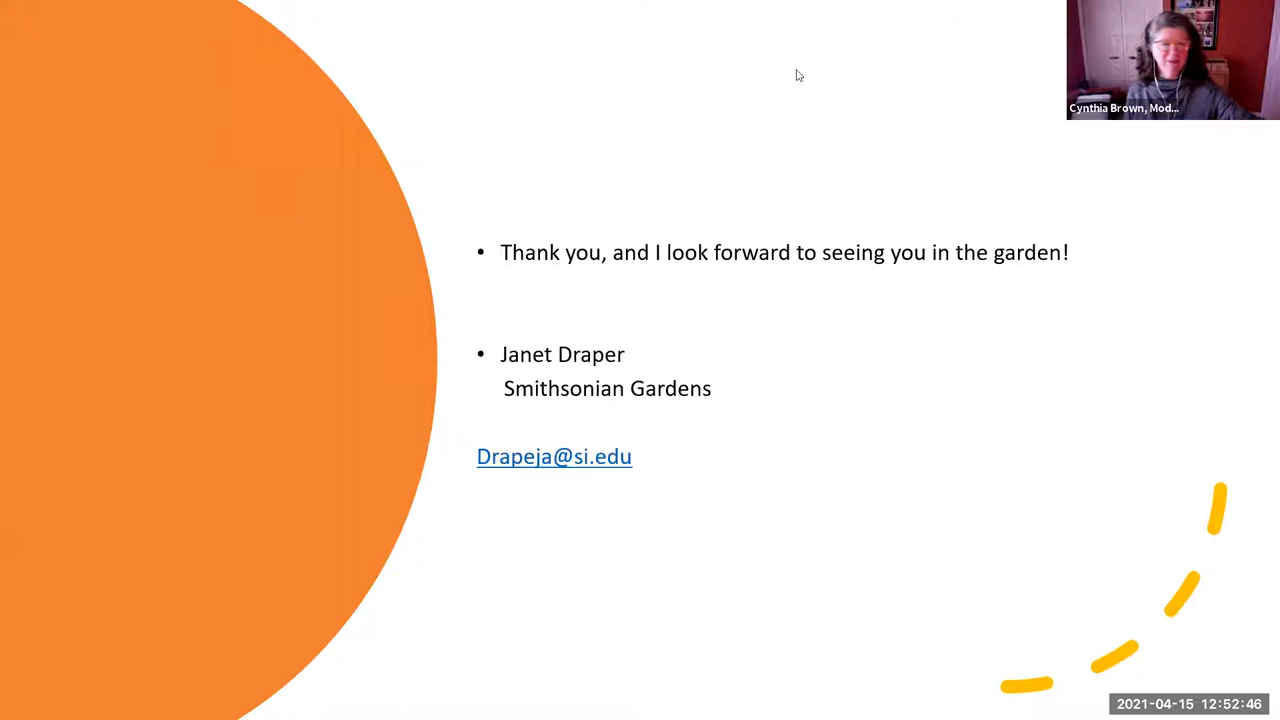 Cynthia Brown, Mod...
• Thank you, and I look forward to seeing you in the garden!
• Janet Draper
Smithsonian Gardens
Drapeja@si.edu
2021-04-15 12:52:46